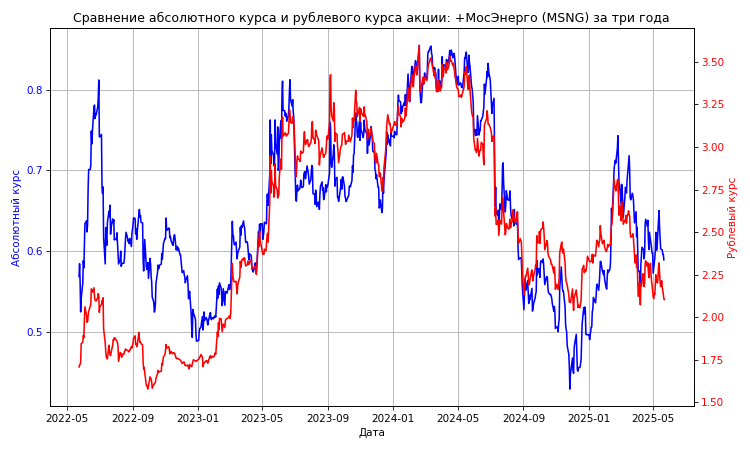 Сравнение абсолютного курса и рублевого курса акции: +МосЭнерго (MSNG) за три года
Абсолютный курс
0.8
0.7
0.6
0.5
3.50
3.25
3.00
2.75
2.50
2.25
2.00
1.75
1.50
Рублевый курс
2022-05 2022-09 2023-01 2023-05 2023-09 2024-01 2024-05 2024-09 2025-01 2025-05
Дата